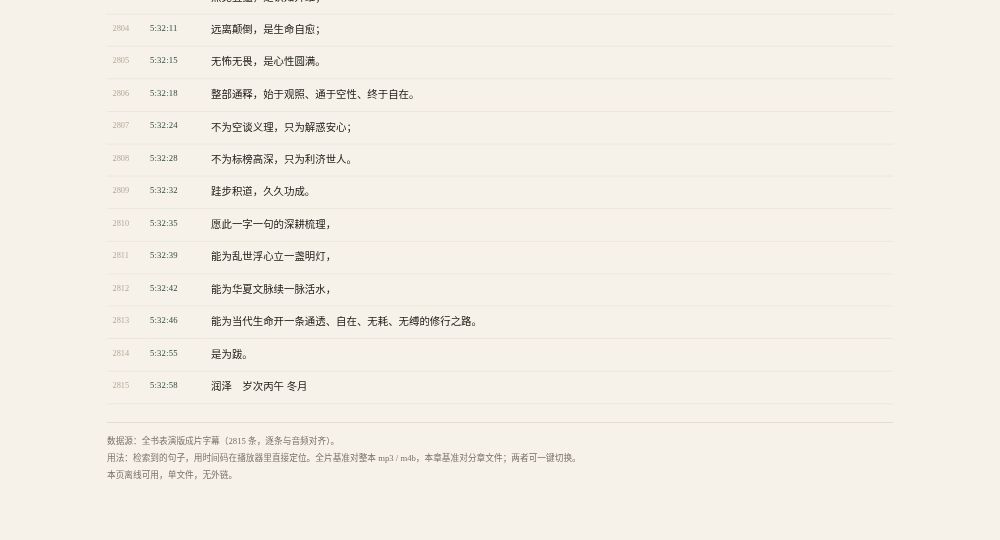 2804 5:32:11 远离颠倒，是生命自愈；
2805 5:32:15 无怖无畏，是心性圆满。
2806 5:32:18 整部通释，始于观照、通于空性、终于自在。
2807 5:32:24 不为空谈义理，只为解惑安心；
2808 5:32:28 不为标榜高深，只为利济世人。
2809 5:32:32 跬步积道，久久功成。
2810 5:32:35 愿此一字一句的深耕梳理，
2811 5:32:39 能为乱世浮心立一盏明灯，
2812 5:32:42 能为华夏文脉续一脉活水，
2813 5:32:46 能为当代生命开一条通透、自在、无耗、无缚的修行之路。
2814 5:32:55 是为跋。
2815 5:32:58 润泽　岁次丙午 冬月
数据源：全书表演版成片字幕（2815 条，逐条与音频对齐）。
用法：检索到的句子，用时间码在播放器里直接定位。全片基准对整本 mp3 / m4b，本章基准对分章文件；两者可一键切换。
本页离线可用，单文件，无外链。